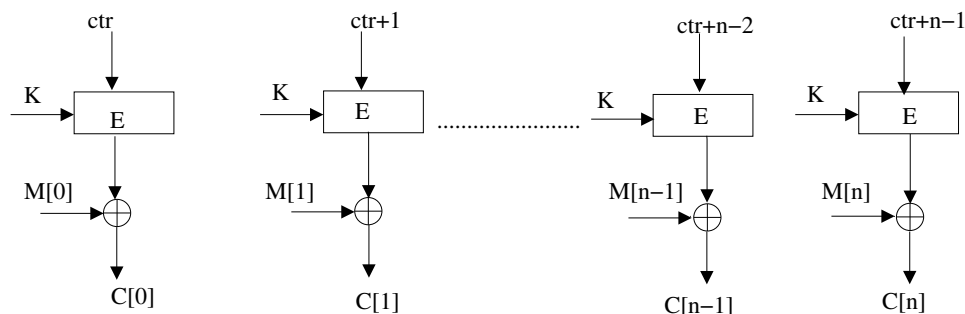 ctr ctr+1 ctr+n−2 ctr+n−1
K E K E K E K E
M[0] M[1] M[n−1] M[n]
C[0] C[1] C[n−1] C[n]